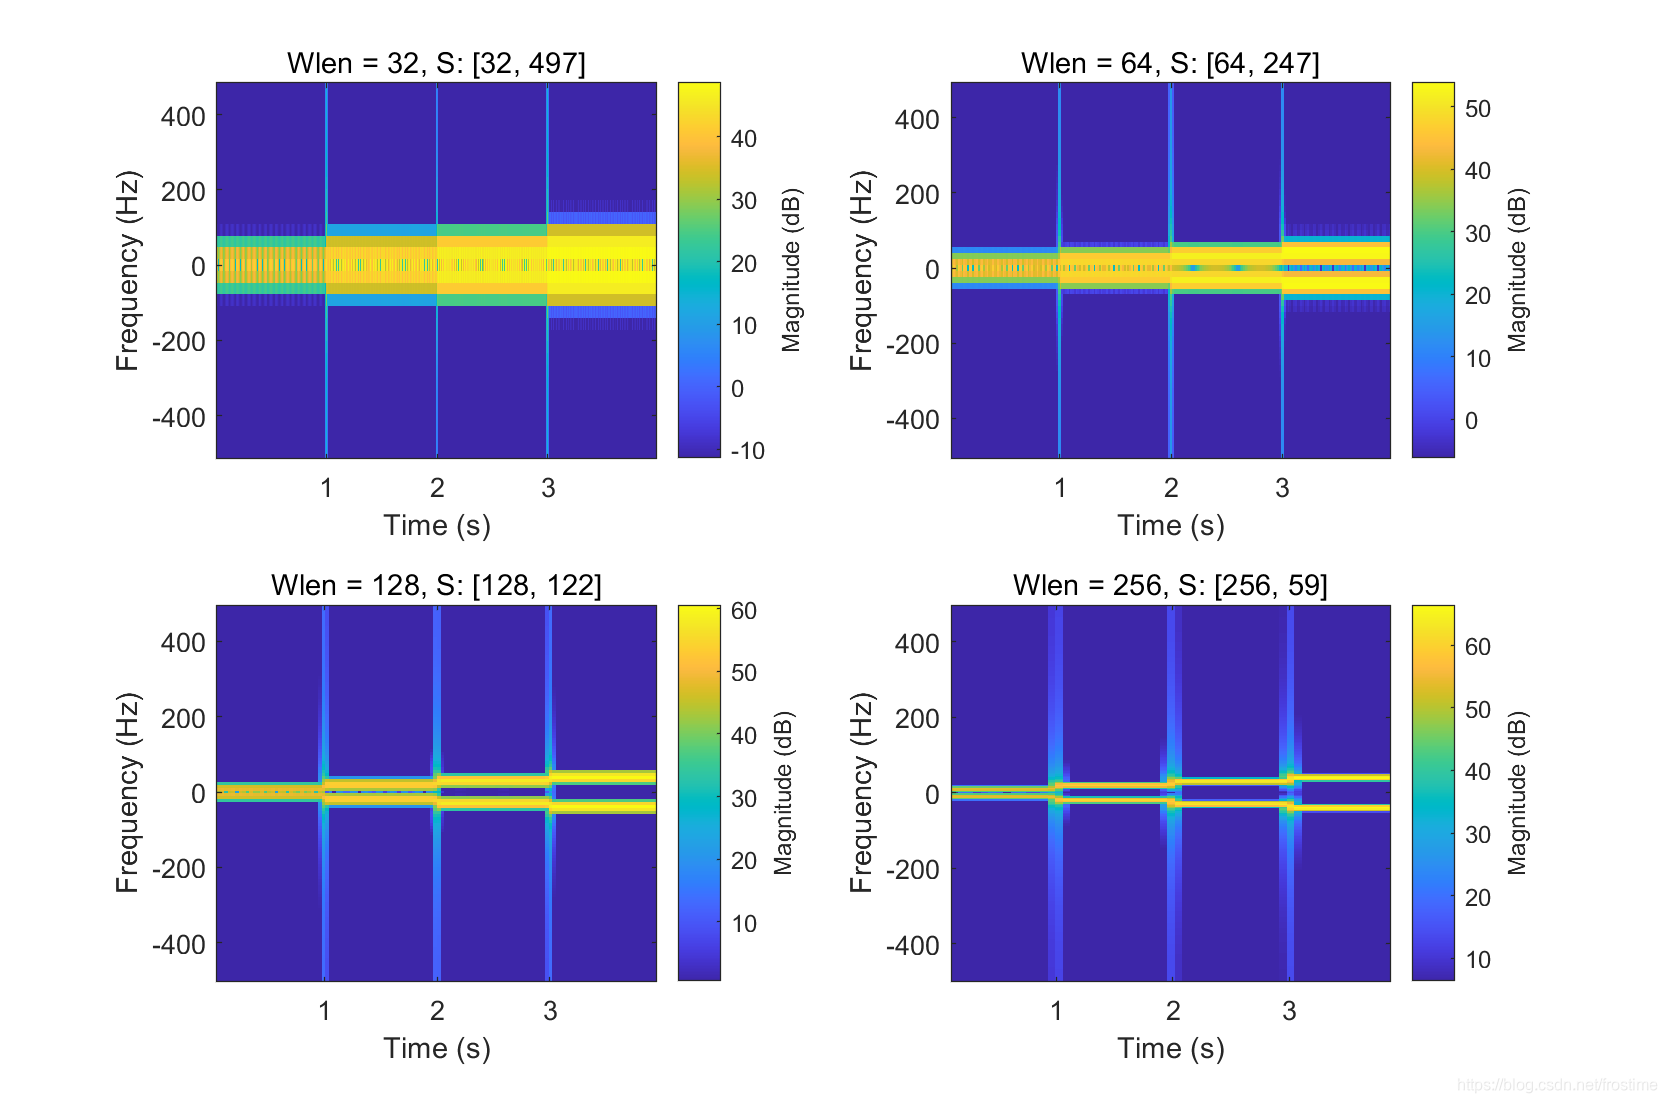 Wlen = 32, S: [32, 497]
400
200
0
-200
-400
Frequency (Hz)
1 2 3
Time (s)
40
30
20
10
0
-10
Magnitude (dB)
Wlen = 64, S: [64, 247]
400
200
0
-200
-400
Frequency (Hz)
1 2 3
Time (s)
50
40
30
20
10
0
Magnitude (dB)
Wlen = 128, S: [128, 122]
400
200
0
-200
-400
Frequency (Hz)
1 2 3
Time (s)
60
50
40
30
20
10
Magnitude (dB)
Wlen = 256, S: [256, 59]
400
200
0
-200
-400
Frequency (Hz)
1 2 3
Time (s)
60
50
40
30
20
10
Magnitude (dB)
https://blog.csdn.net/frostime